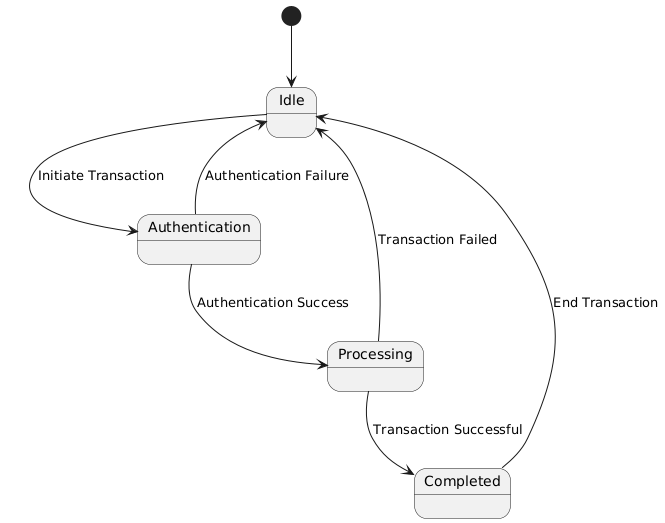 Idle
Initiate Transaction
Authentication Failure
Authentication
Transaction Failed
Authentication Success
End Transaction
Processing
Transaction Successful
Completed